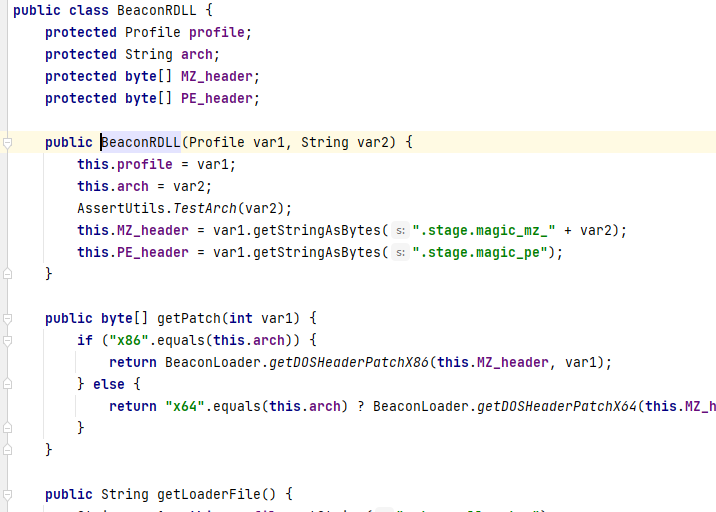 public class BeaconRDLL {
protected Profile profile;
protected String arch;
protected byte[] MZ_header;
protected byte[] PE_header;
public BeaconRDLL(Profile var1, String var2) {
this.profile = var1;
this.arch = var2;
AssertUtils.TestArch(var2);
this.MZ_header = var1.getStringAsBytes( s: ".stage.magic_mz_" + var2);
this.PE_header = var1.getStringAsBytes( s: ".stage.magic_pe");
}
public byte[] getPatch(int var1) {
if ("x86".equals(this.arch)) {
return BeaconLoader.getDOSHeaderPatchX86(this.MZ_header, var1);
} else {
return "x64".equals(this.arch) ? BeaconLoader.getDOSHeaderPatchX64(this.MZ_h
}
}
public String getLoaderFile() {